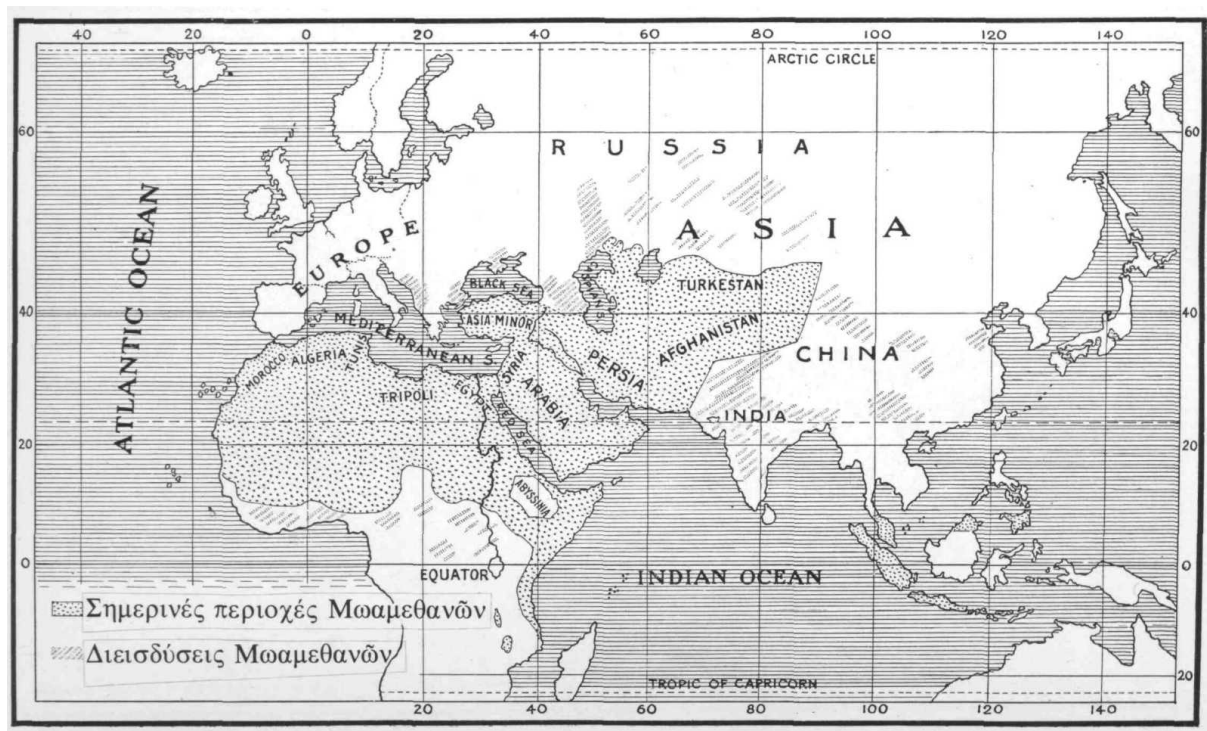 40 20 0 20 40 60 80 100 120 140
ARCTIC CIRCLE
60 60
RUSSIA
ASIA
EUROPE
ATLANTIC OCEAN
BLACK SEA
TURKESTAN
40 40
MEDITERRANEAN S
ASIA MINOR
AFGHANISTAN
CHINA
MOROCCO
ALGERIA
TUNIS
SYRIA
PERSIA
TRIPOLI
EGYPT
ARABIA
RED SEA
INDIA
20 20
ABYSSINIA
0 0
EQUATOR
INDIAN OCEAN
Σημερινές περιοχές Μωαμεθανῶν
Διεισδύσεις Μωαμεθανῶν
20
TROPIC OF CAPRICORN
20 40 60 80 100 120 140